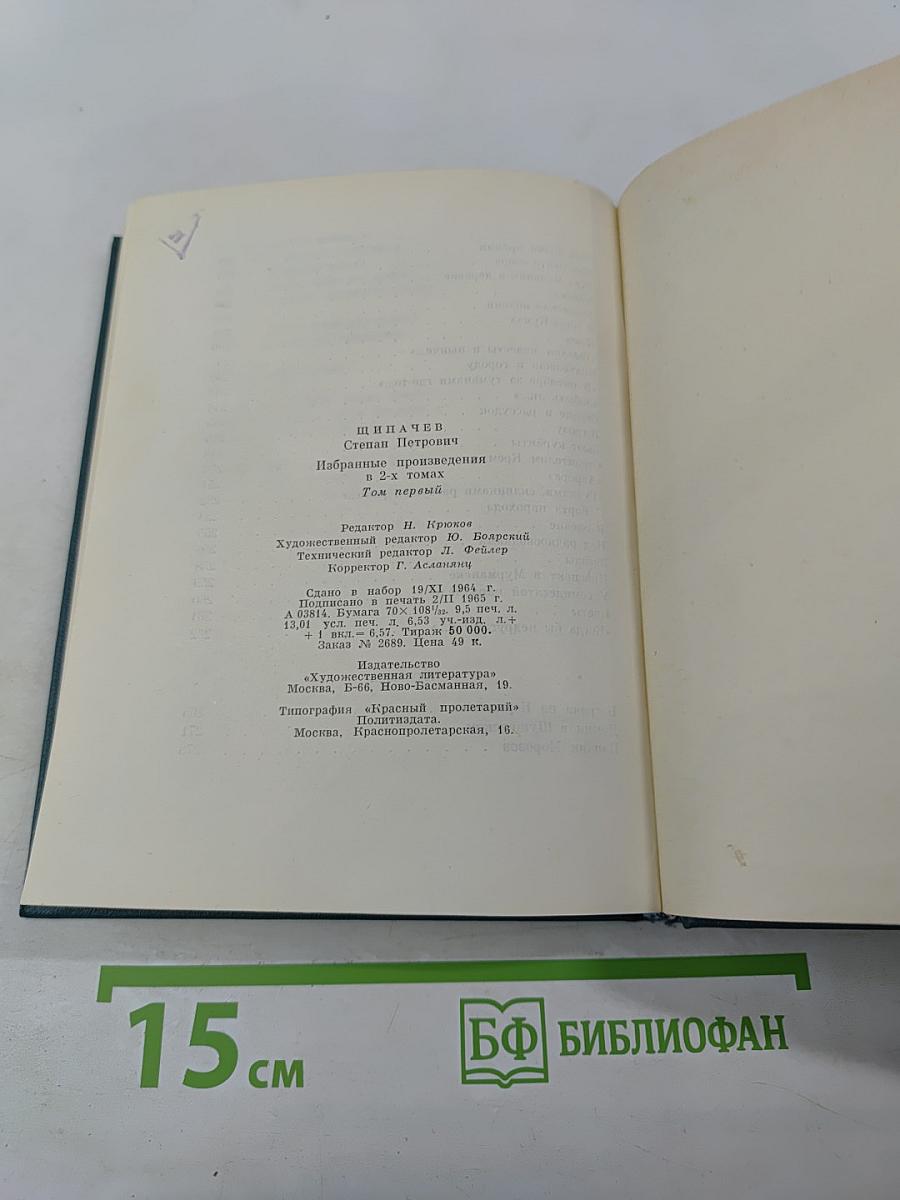 ЩИПАЧЕВ
Степан Петрович
Избранные произведения
в 2-х томах
Том первый
Редактор Н. Крюков
Художественный редактор Ю. Боярский
Технический редактор Л. Фейлер
Корректор Г. Асланянц
Сдано в набор 19/XI 1964 г.
Подписано в печать 2/II 1965 г.
А 03814. Бумага 70× 108¹/₃₂. 9,5 печ. л.
13,01 усл. печ. л. 6,53 уч.-изд. л.+
+ 1 вкл.= 6,57. Тираж 50 000.
Заказ № 2689. Цена 49 к.
Издательство
«Художественная литература»
Москва, Б-66, Ново-Басманная, 19.
Типография «Красный пролетарий»
Политиздата.
Москва, Краснопролетарская, 16.
15 см
БФ БИБЛИОФАН